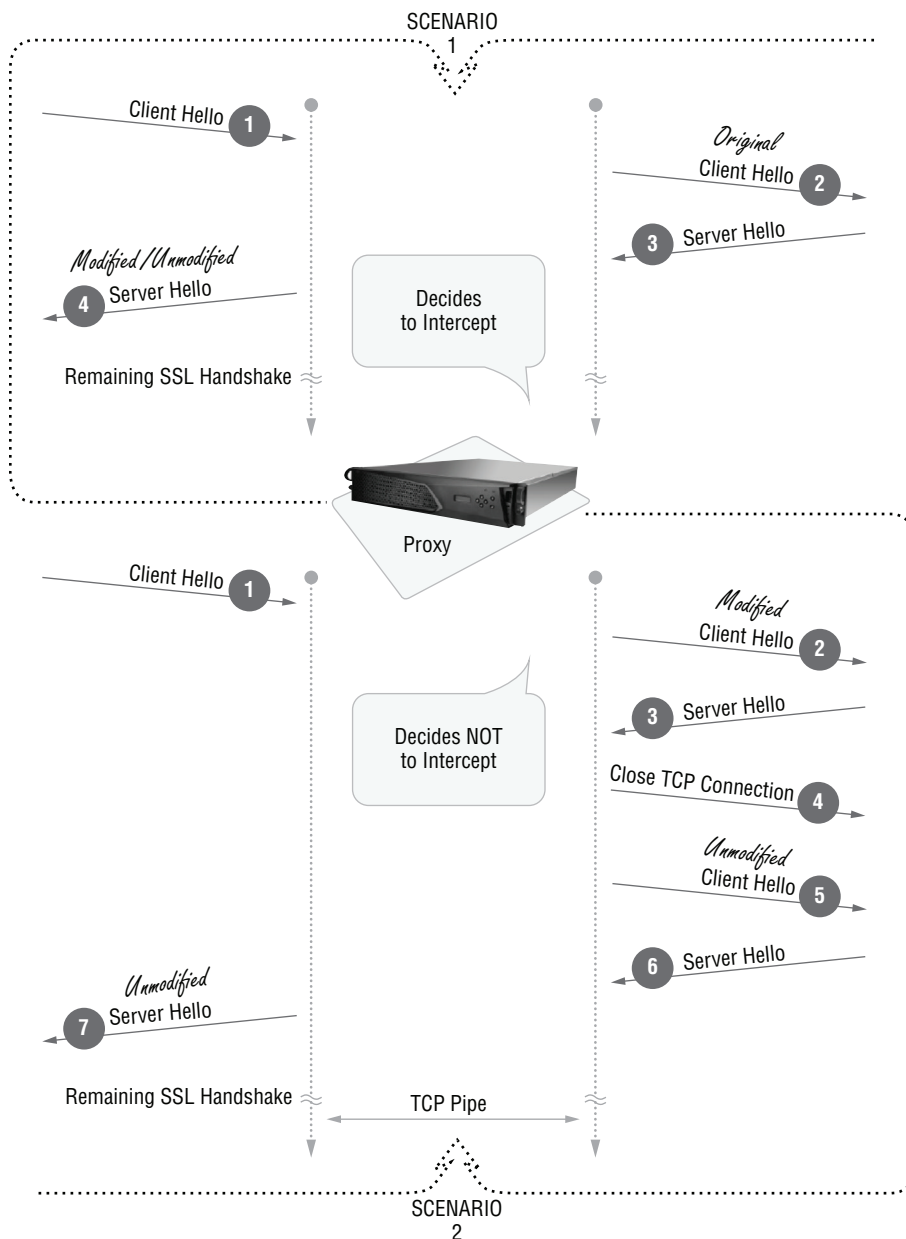 SCENARIO
1
Client Hello 1
Original
Client Hello 2
3 Server Hello
Modified/Unmodified
4 Server Hello
Decides
to Intercept
Remaining SSL Handshake
Proxy
Client Hello 1
Modified
Client Hello 2
3 Server Hello
Decides NOT
to Intercept
Close TCP Connection 4
Unmodified
Client Hello 5
6 Server Hello
Unmodified
7 Server Hello
Remaining SSL Handshake
TCP Pipe
SCENARIO
2